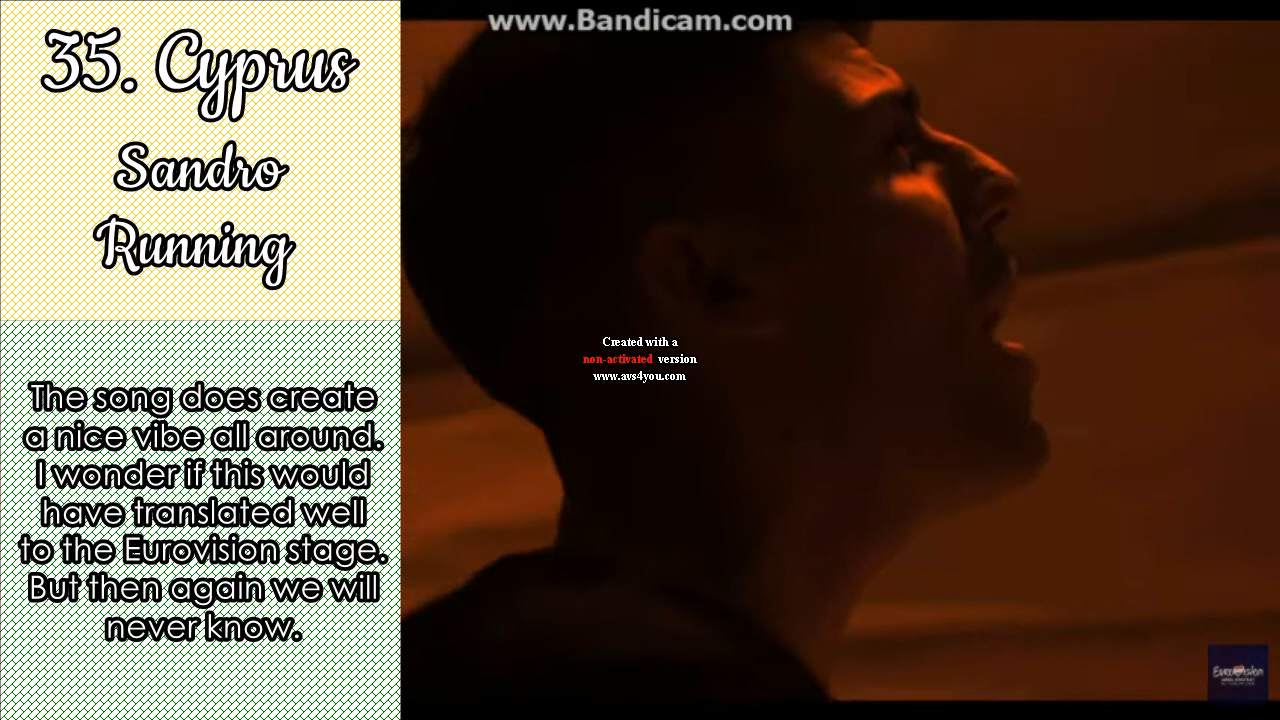 www.Bandicam.com
35. Cyprus
Sandro
Running
The song does create
a nice vibe all around.
I wonder if this would
have translated well
to the Eurovision stage.
But then again we will
never know.
Created with a
non-activated version
www.avs4you.com
Eurovision